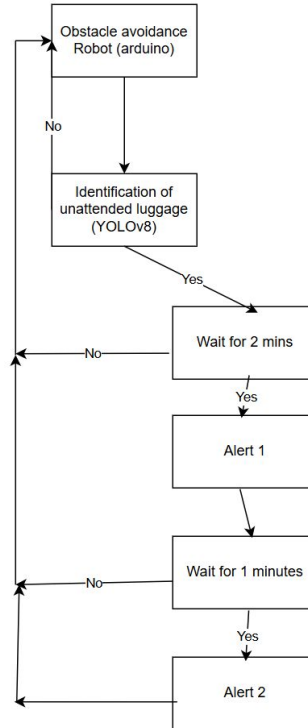 Obstacle avoidance
Robot (arduino)
No
Identification of
unattended luggage
(YOLOv8)
Yes
Wait for 2 mins
No
Yes
Alert 1
Wait for 1 minutes
No
Yes
Alert 2